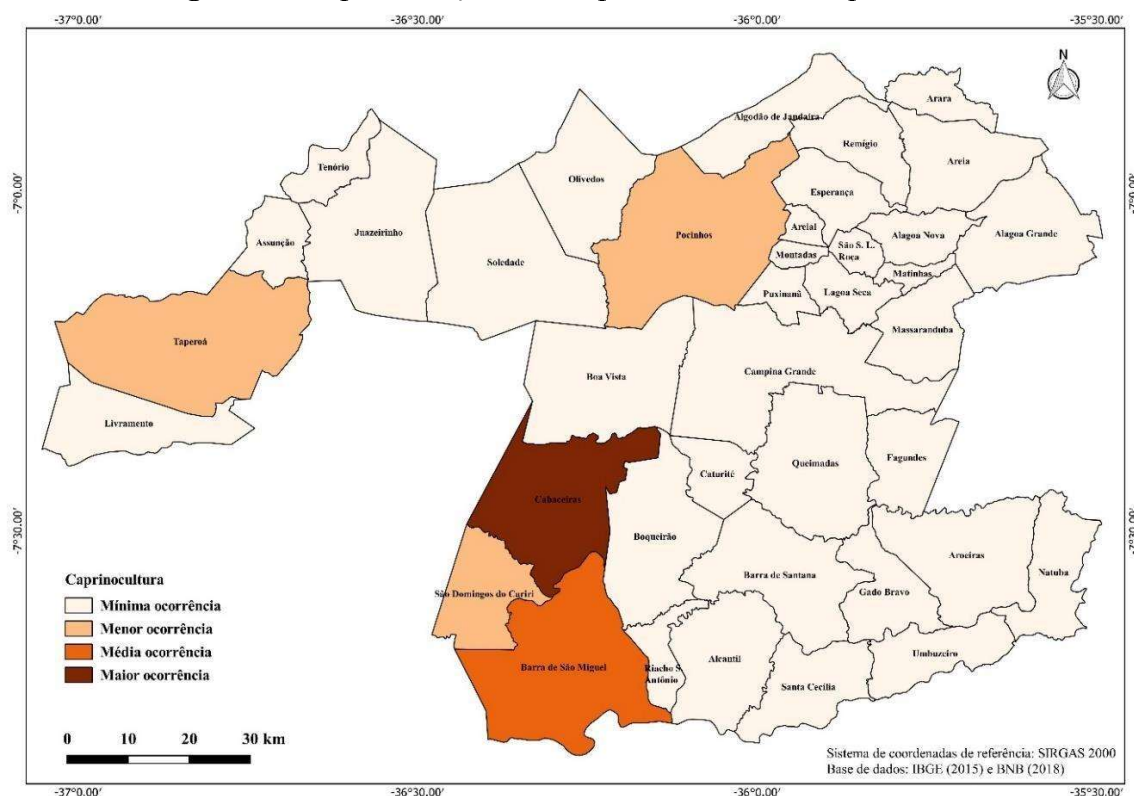 -37°0.00'
-36°30.00'
-36°0.00'
-35°30.00'
N
Arara
Algodão de Jandaíra
Remígio
Areia
Tenório
Olivedos
Esperança
-7°0.00'
-7°0.00'
Assunção
Juazeirinho
Pocinhos
Areial
Alagoa Nova
Alagoa Grande
São S. L.
Roça
Montadas
Soledade
Matinhas
Puxinanã
Lagoa Seca
Massaranduba
Taperoá
Boa Vista
Campina Grande
Livramento
Queimadas
Fagundes
Caturité
Cabaceiras
-7°30.00'
-7°30.00'
Boqueirão
Aroeiras
Barra de Santana
Natuba
Caprinocultura
Mínima ocorrência
Menor ocorrência
Média ocorrência
Maior ocorrência
São Domingos do Cariri
Gado Bravo
Umbuzeiro
Barra de São Miguel
Riacho S.
Antônio
Alcantil
Santa Cecília
0 10 20 30 km
Sistema de coordenadas de referência: SIRGAS 2000
Base de dados: IBGE (2015) e BNB (2018)
-37°0.00'
-36°30.00'
-36°0.00'
-35°30.00'